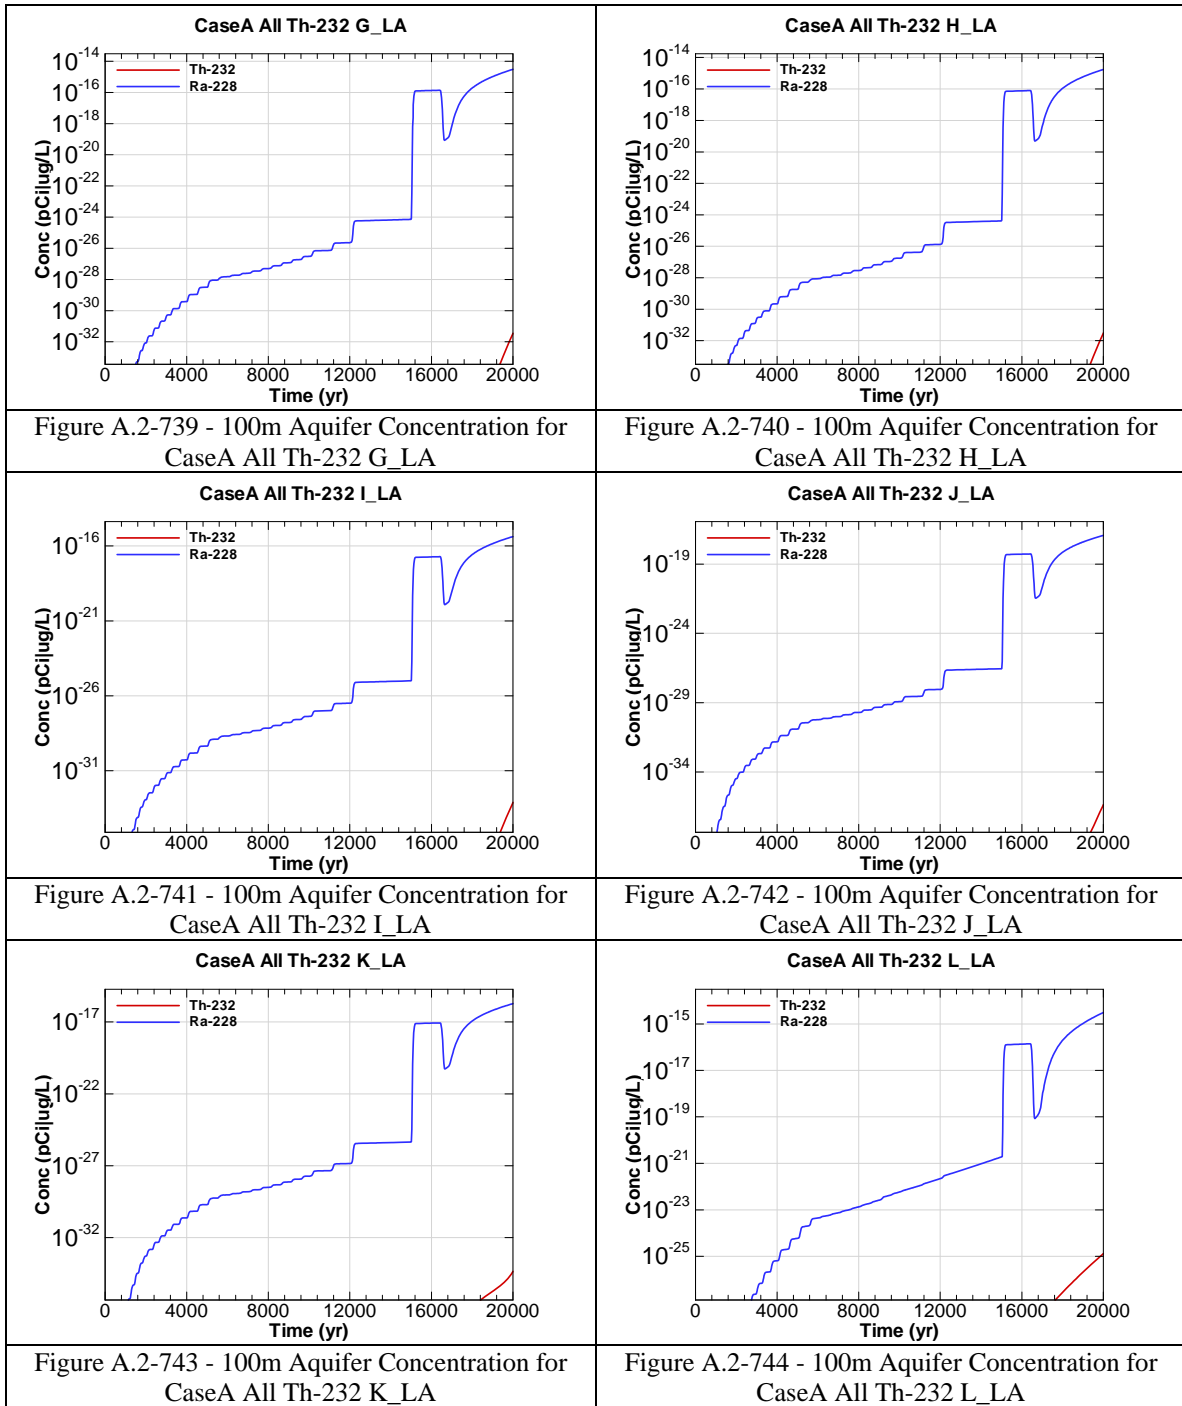 CaseA All Th-232 G_LA
Th-232
Ra-228
Conc (pCi|ug/L)
10-14
10-16
10-18
10-20
10-22
10-24
10-26
10-28
10-30
10-32
0 4000 8000 12000 16000 20000
Time (yr)
Figure A.2-739 - 100m Aquifer Concentration for
CaseA All Th-232 G_LA
CaseA All Th-232 H_LA
Th-232
Ra-228
Conc (pCi|ug/L)
10-14
10-16
10-18
10-20
10-22
10-24
10-26
10-28
10-30
10-32
0 4000 8000 12000 16000 20000
Time (yr)
Figure A.2-740 - 100m Aquifer Concentration for
CaseA All Th-232 H_LA
CaseA All Th-232 I_LA
Th-232
Ra-228
Conc (pCi|ug/L)
10-16
10-21
10-26
10-31
0 4000 8000 12000 16000 20000
Time (yr)
Figure A.2-741 - 100m Aquifer Concentration for
CaseA All Th-232 I_LA
CaseA All Th-232 J_LA
Th-232
Ra-228
Conc (pCi|ug/L)
10-19
10-24
10-29
10-34
0 4000 8000 12000 16000 20000
Time (yr)
Figure A.2-742 - 100m Aquifer Concentration for
CaseA All Th-232 J_LA
CaseA All Th-232 K_LA
Th-232
Ra-228
Conc (pCi|ug/L)
10-17
10-22
10-27
10-32
0 4000 8000 12000 16000 20000
Time (yr)
Figure A.2-743 - 100m Aquifer Concentration for
CaseA All Th-232 K_LA
CaseA All Th-232 L_LA
Th-232
Ra-228
Conc (pCi|ug/L)
10-15
10-17
10-19
10-21
10-23
10-25
0 4000 8000 12000 16000 20000
Time (yr)
Figure A.2-744 - 100m Aquifer Concentration for
CaseA All Th-232 L_LA